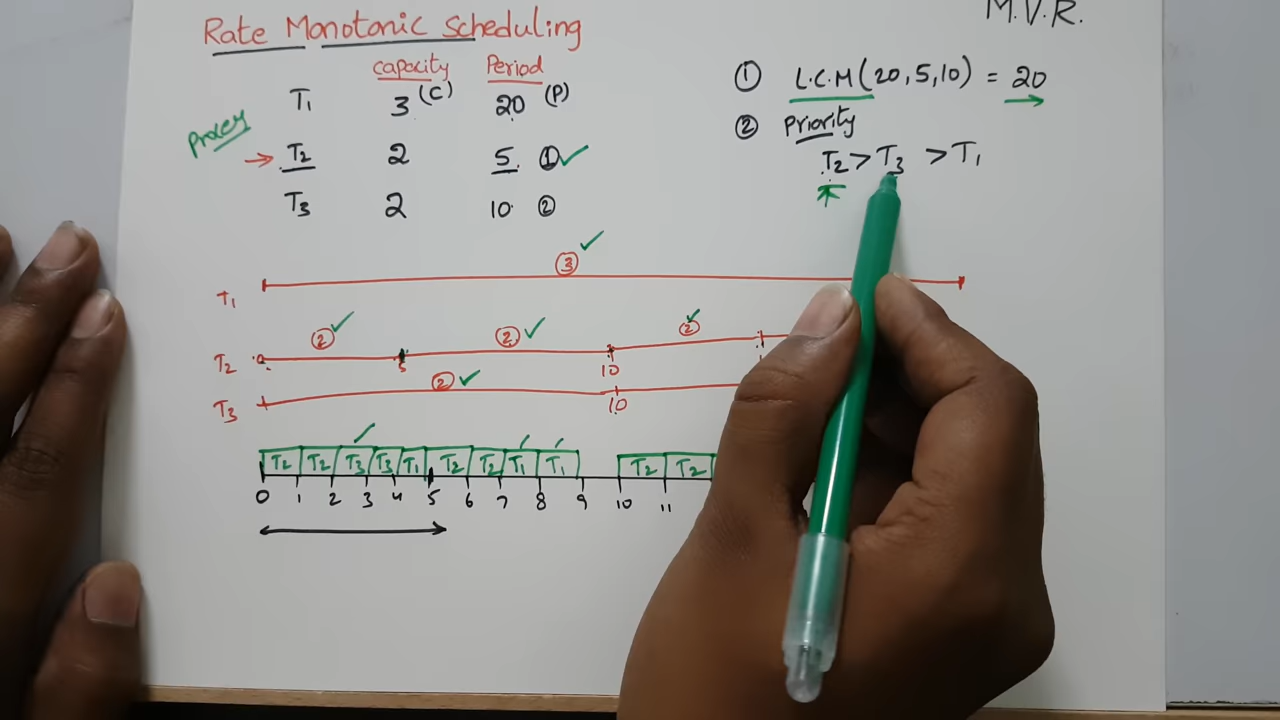 M.V.R.
Rate Monotonic Scheduling
Capacity Period
T1 3 (C) 20 (P)
T2 2 5 ①
T3 2 10 ②
① L.C.M(20,5,10) = 20
② Priority
T2 > T3 > T1
T1 ③
T2 0 ② 5 ② 10 ②
T3 ② 10
T2 T2 T3 T3 T1 T2 T2 T1 T1 T2 T2
0 1 2 3 4 5 6 7 8 9 10 11